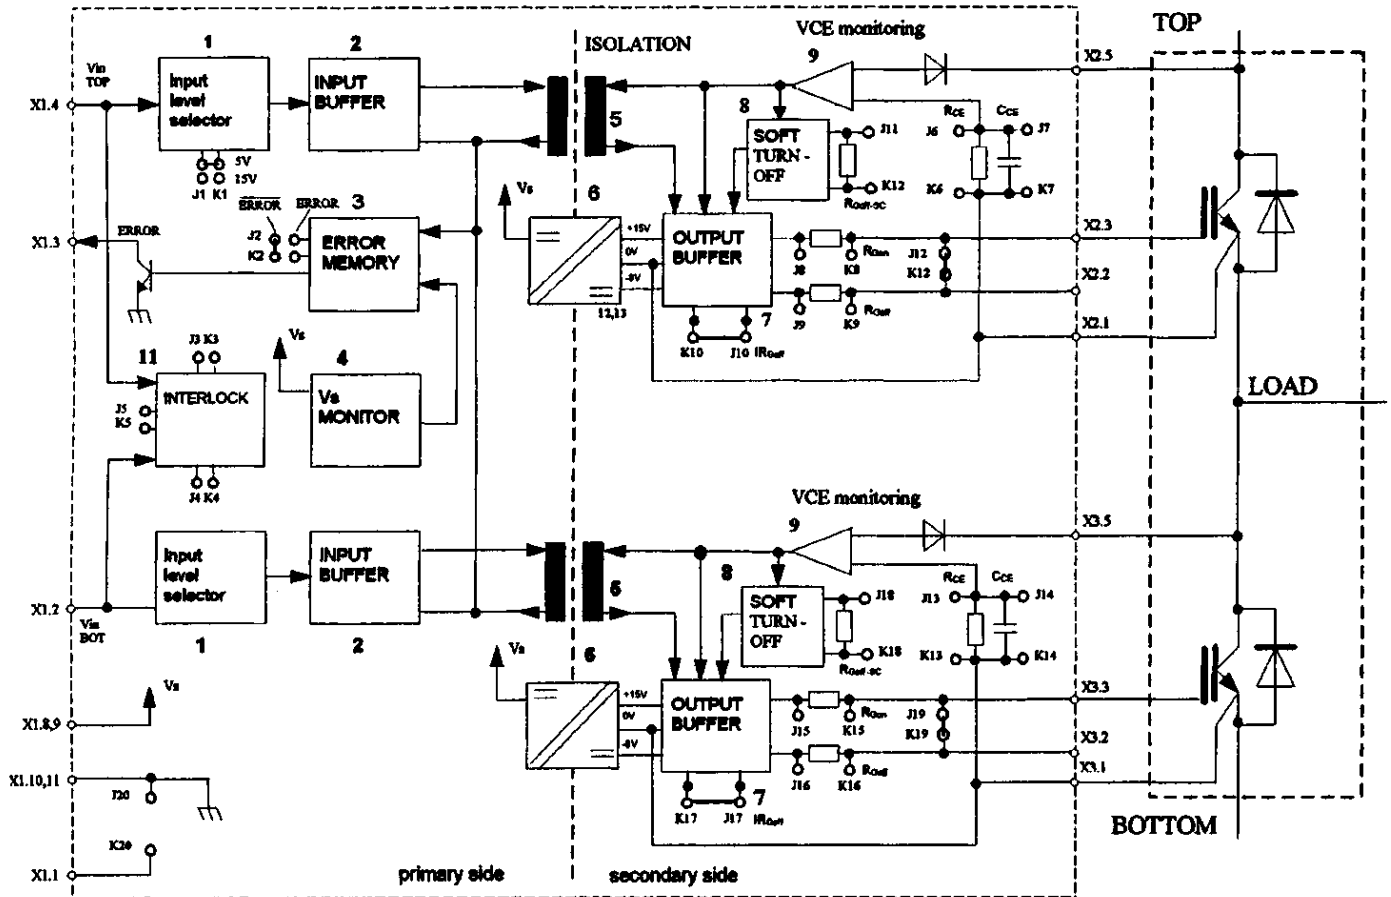 TOP
VCE monitoring
ISOLATION
1
2
9
X2.5
Vin
TOP
Input
level
selector
INPUT
BUFFER
X1.4
5
8
SOFT
TURN -
OFF
J11
K12
RGoff-SC
RCE
CCE
J6
J7
K6
K7
5V
15V
J1
K1
ERROR
ERROR
3
J2
K2
ERROR
MEMORY
ERROR
X1.3
Vs
6
+15V
0V
-8V
12,13
OUTPUT
BUFFER
J8
K8
RGon
J12
K12
J9
K9
RGoff
7
K10
J10
IRGoff
X2.3
X2.2
X2.1
11
J3
K3
INTERLOCK
J5
K5
J4
K4
Vs
4
Vs
MONITOR
LOAD
VCE monitoring
9
X3.5
Input
level
selector
INPUT
BUFFER
1
2
X1.2
Vin
BOT
5
8
SOFT
TURN -
OFF
J18
K18
RGoff-SC
RCE
CCE
J13
J14
K13
K14
Vs
6
+15V
0V
-8V
OUTPUT
BUFFER
J15
K15
RGon
J19
K19
J16
K16
RGoff
7
K17
J17
IRGoff
X3.3
X3.2
X3.1
Vs
X1.8,9
X1.10,11
J20
K20
X1.1
BOTTOM
primary side
secondary side